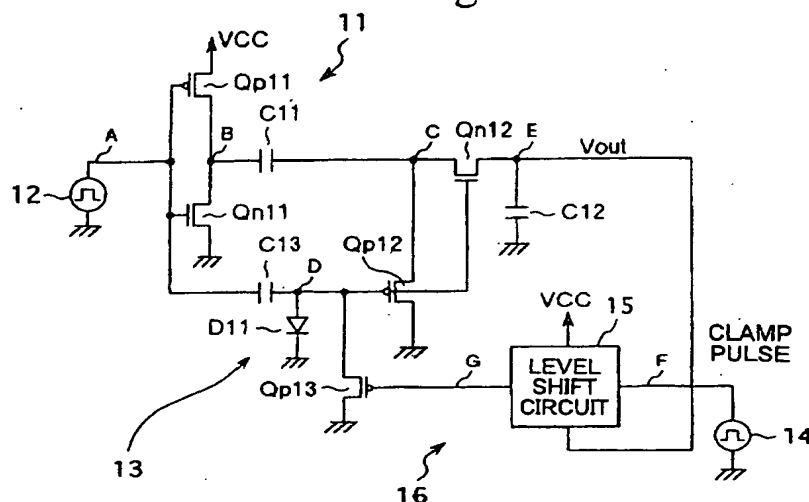 11
VCC
Qp11
C11
A
B
C
Qn12
E
Vout
12
Qn11
C12
C13
D
Qp12
VCC
15
CLAMP
PULSE
D11
LEVEL
SHIFT
CIRCUIT
G
F
Qp13
14
13
16